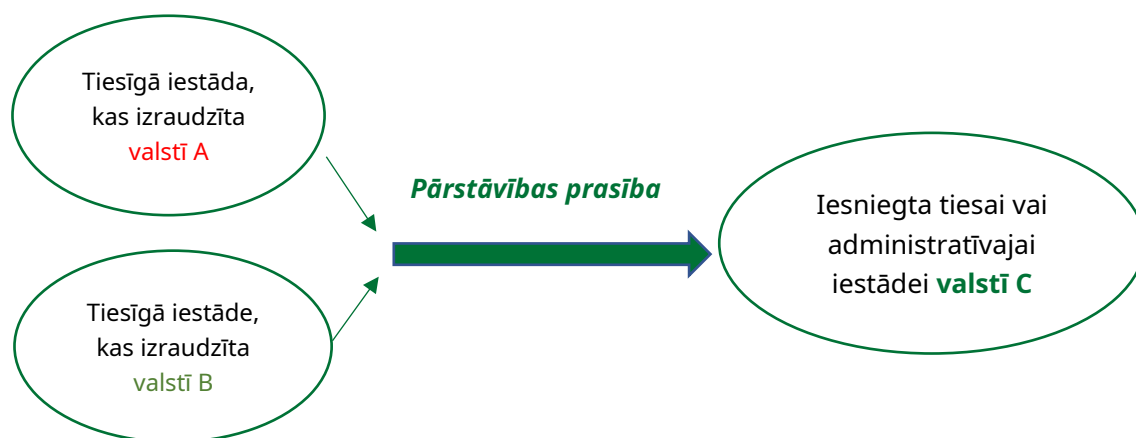 Tiesīgā iestāda,
kas izraudzīta
valstī A
Pārstāvības prasība
Iesniegta tiesai vai
administratīvajai
iestādei valstī C
Tiesīgā iestāde,
kas izraudzīta
valstī B